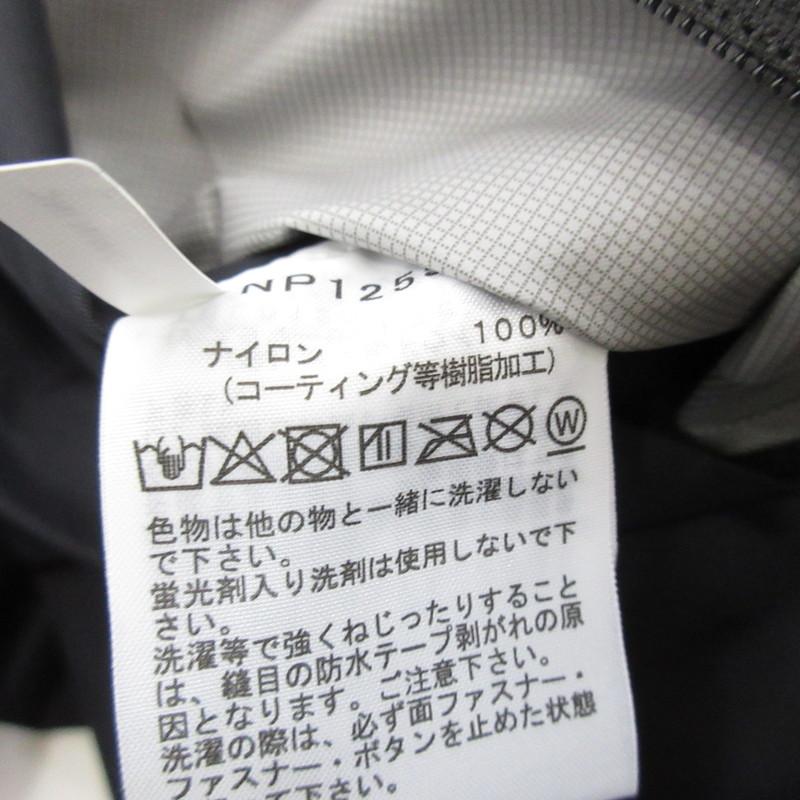 NP125
ナイロン 100%
(コーティング等樹脂加工)
W
色物は他の物と一緒に洗濯しない
で下さい。
蛍光剤入り洗剤は使用しないで下
さい。
洗濯等で強くねじったりすること
は、縫目の防水テープ剥がれの原
因となります。ご注意下さい。
洗濯の際は、必ず面ファスナー・
ファスナー・ボタンを止めた状態
て下さい。